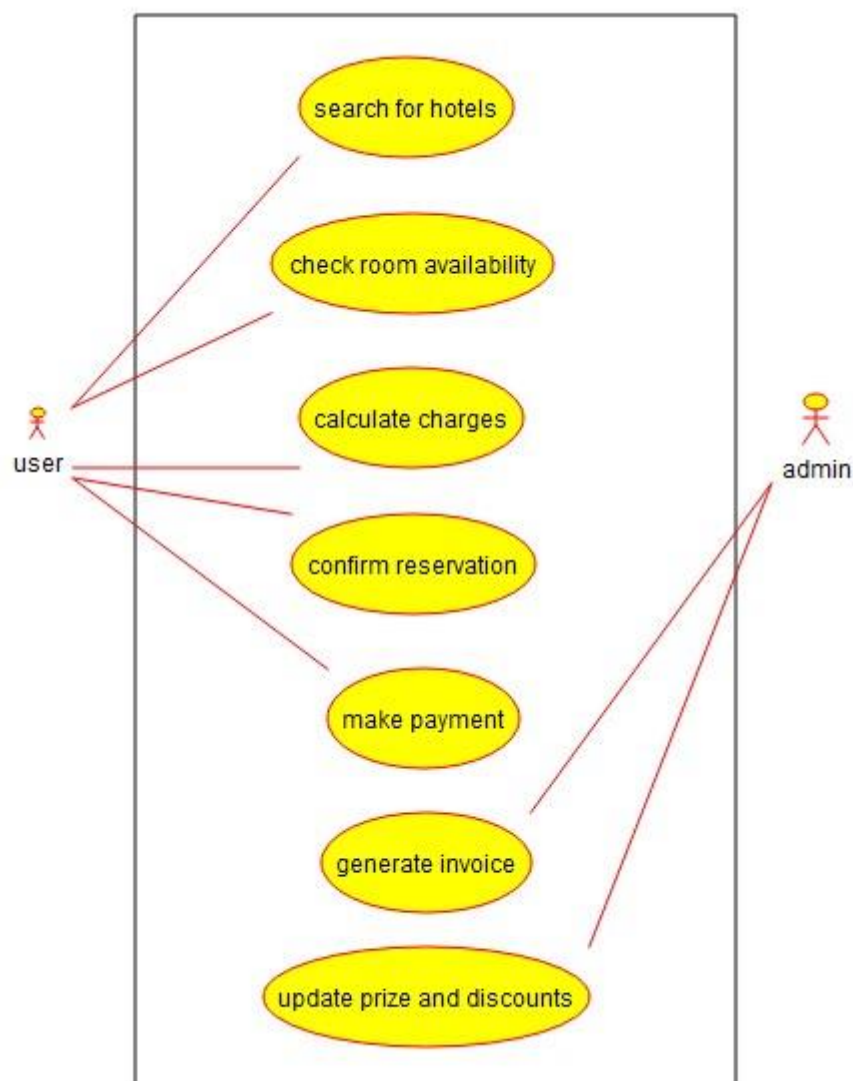 search for hotels
check room availability
calculate charges
user
admin
confirm reservation
make payment
generate invoice
update prize and discounts